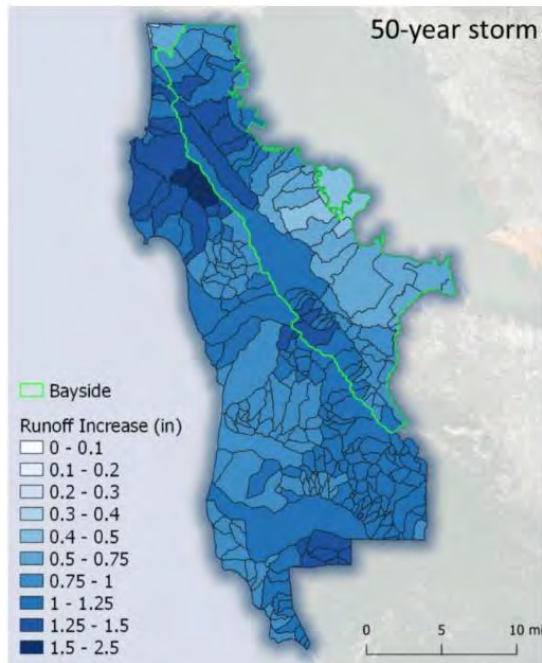 50-year storm
Bayside
Runoff Increase (in)
0 - 0.1
0.1 - 0.2
0.2 - 0.3
0.3 - 0.4
0.4 - 0.5
0.5 - 0.75
0.75 - 1
1 - 1.25
1.25 - 1.5
1.5 - 2.5
0 5 10 mi